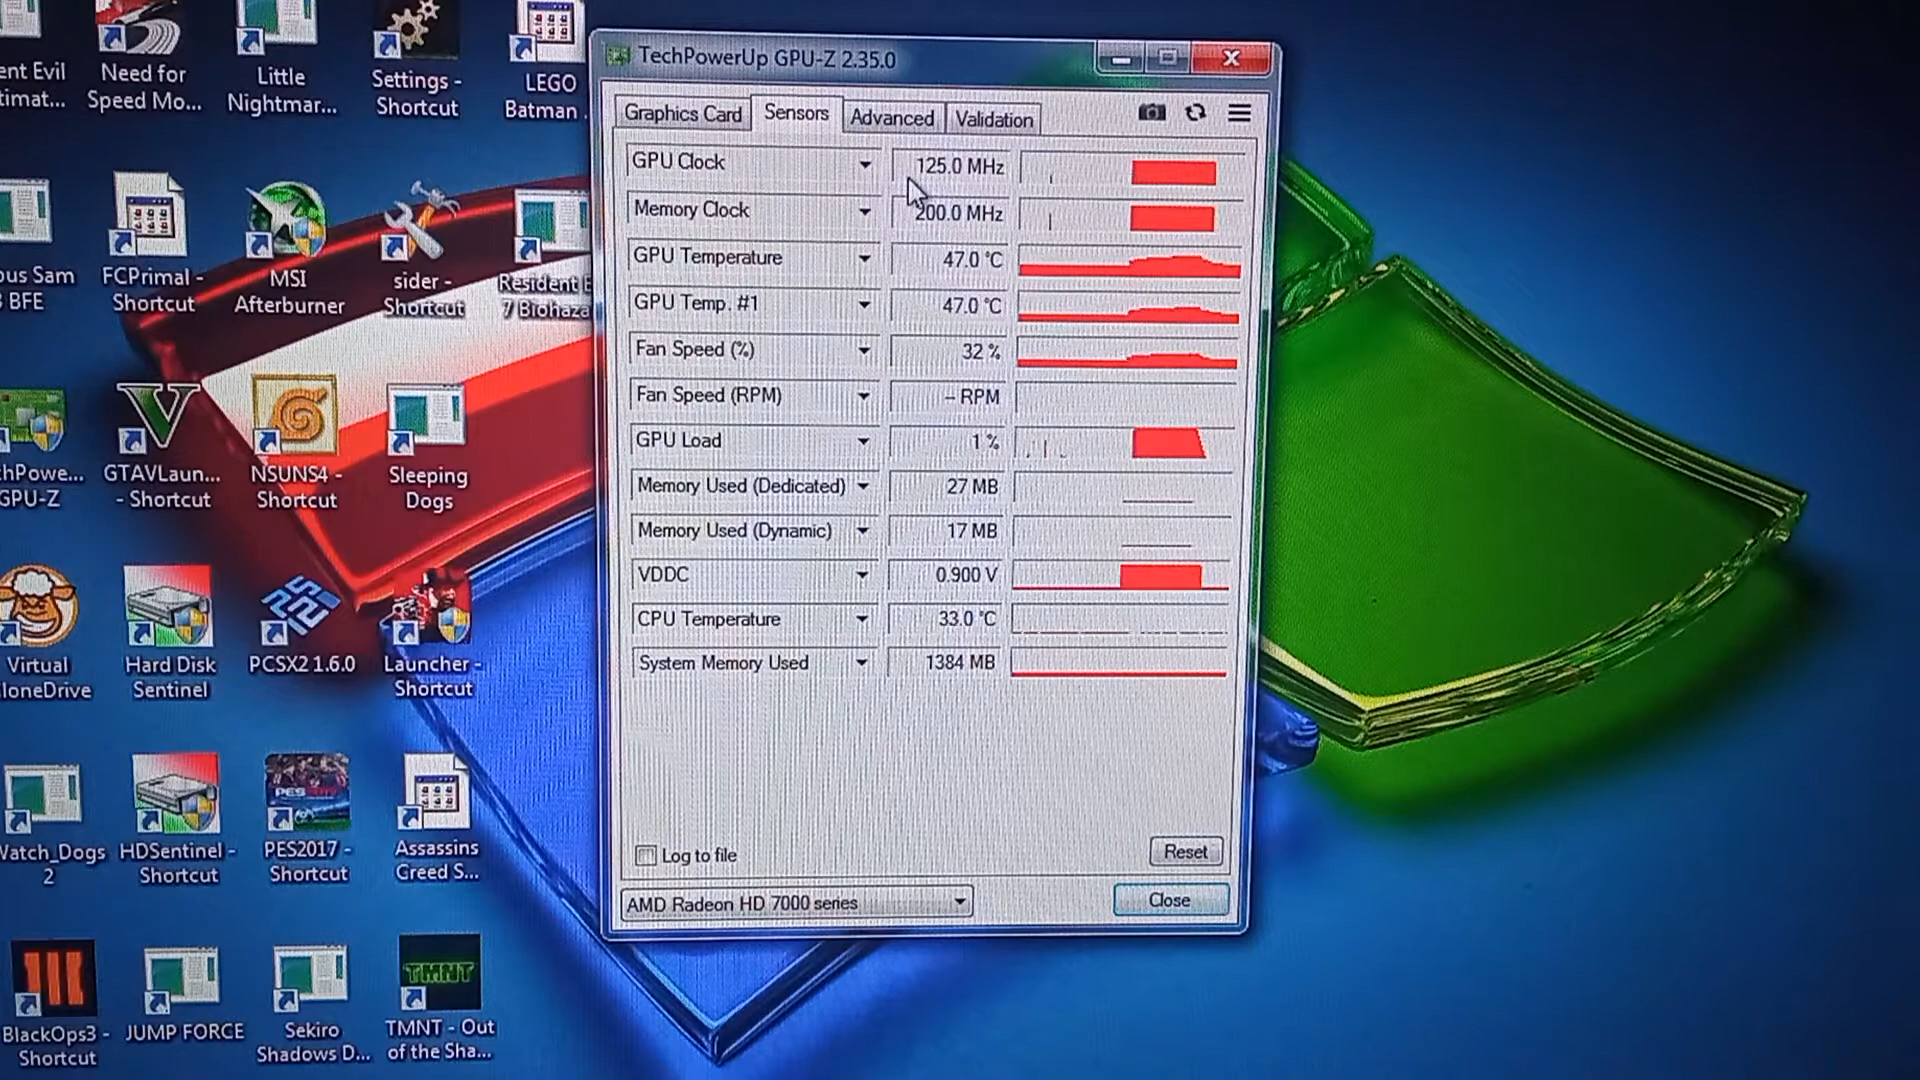 ent Evil
timat...
Need for
Speed Mo...
Little
Nightmar...
Settings -
Shortcut
LEGO
Batman .
ous Sam
3 BFE
FCPrimal -
Shortcut
MSI
Afterburner
sider -
Shortcut
Resident E
7 Biohaza
chPowe...
GPU-Z
GTAVLaun...
- Shortcut
NSUNS4 -
Shortcut
Sleeping
Dogs
Virtual
CloneDrive
Hard Disk
Sentinel
PCSX2 1.6.0
Launcher -
Shortcut
Watch_Dogs
2
HDSentinel -
Shortcut
PES2017 -
Shortcut
Assassins
Creed S...
BlackOps3 -
Shortcut
JUMP FORCE
Sekiro
Shadows D...
TMNT
TMNT - Out
of the Sha...
TechPowerUp GPU-Z 2.35.0
Graphics Card Sensors Advanced Validation
GPU Clock 125.0 MHz
Memory Clock 200.0 MHz
GPU Temperature 47.0 °C
GPU Temp. #1 47.0 °C
Fan Speed (%) 32 %
Fan Speed (RPM) – RPM
GPU Load 1 %
Memory Used (Dedicated) 27 MB
Memory Used (Dynamic) 17 MB
VDDC 0.900 V
CPU Temperature 33.0 °C
System Memory Used 1384 MB
Log to file Reset
AMD Radeon HD 7000 series Close